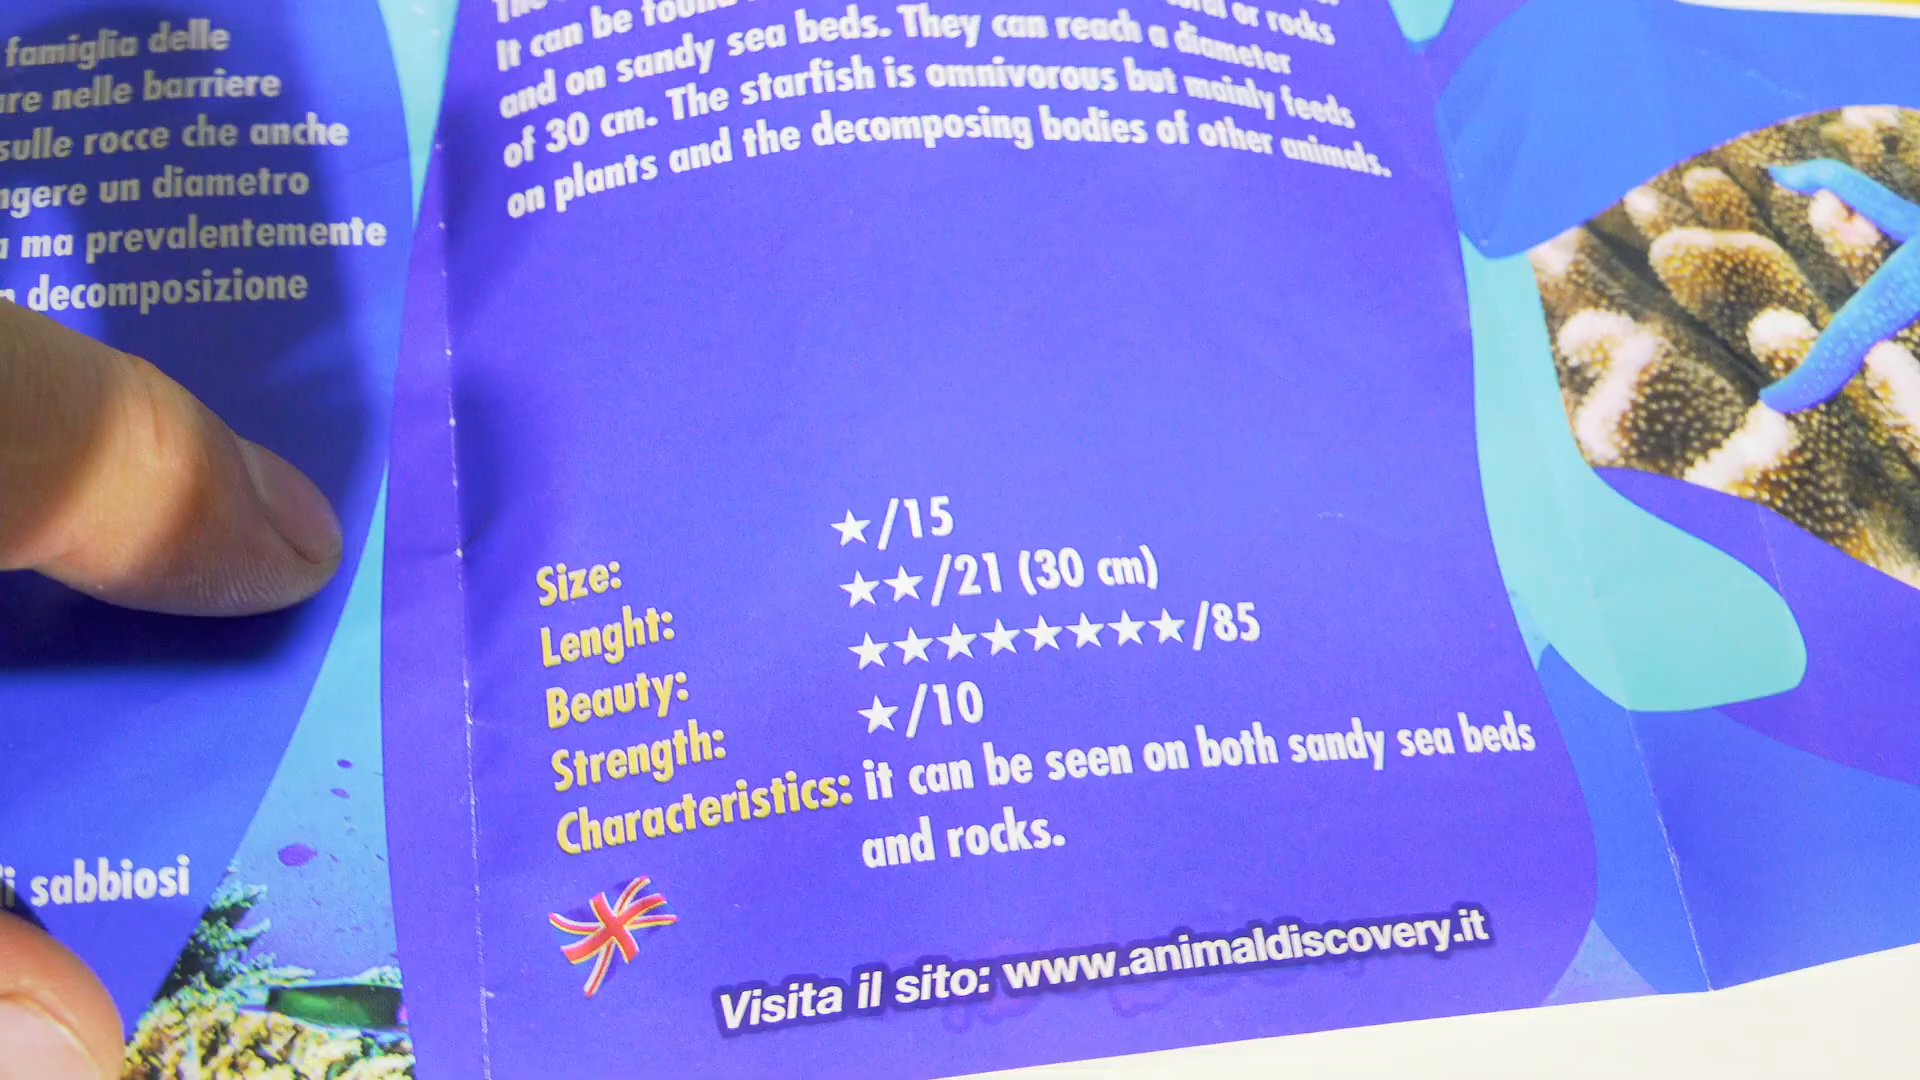 famiglia delle
nelle barriere
sulle rocce che anche
un diametro
ma prevalentemente
decomposizione
sabbiosi
It can be found or rocks
and on sandy sea beds. They can reach a diameter
of 30 cm. The starfish is omnivorous but mainly feeds
on plants and the decomposing bodies of other animals.
Size: ★/15
Lenght: ★★/21 (30 cm)
Beauty: ★★★★★★★★/85
Strength: ★/10
Characteristics: it can be seen on both sandy sea beds
and rocks.
Visita il sito: www.animaldiscovery.it